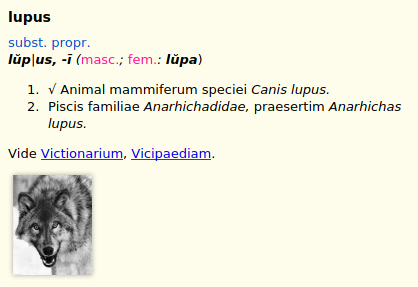 lupus
subst. propr.
lŭp|us, -ī (masc.; fem.: lŭpa)
1. √ Animal mammiferum speciei Canis lupus.
2. Piscis familiae Anarhichadidae, praesertim Anarhichas
lupus.
Vide Victionarium, Vicipaediam.